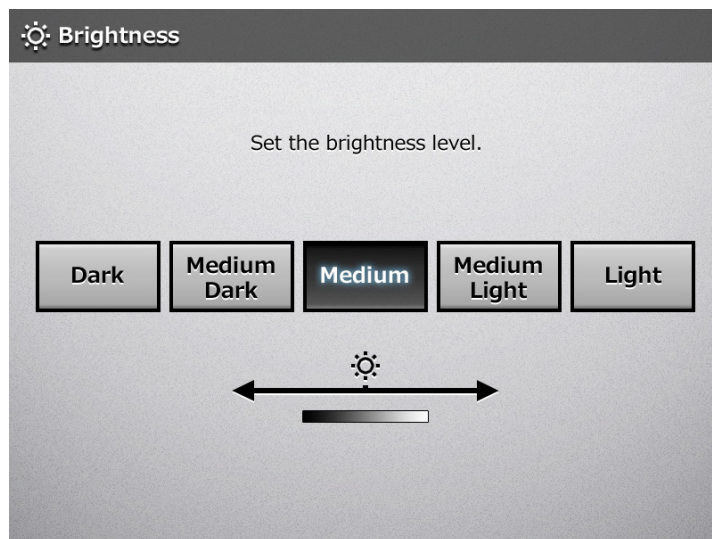 Brightness
Set the brightness level.
Dark
Medium
Dark
Medium
Medium
Light
Light